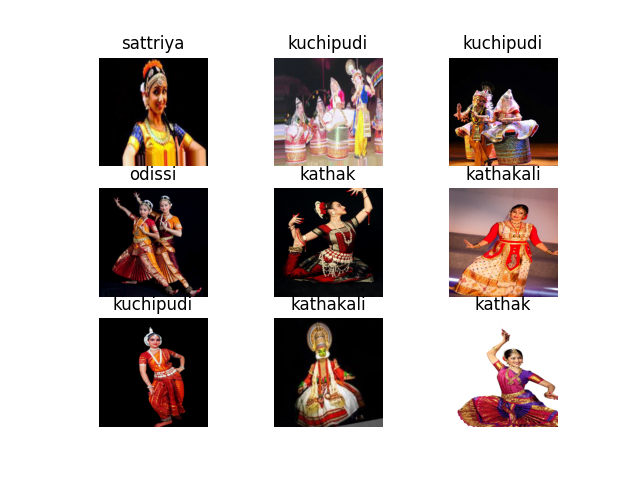 sattriya
kuchipudi
kuchipudi
odissi
kathak
kathakali
kuchipudi
kathakali
kathak